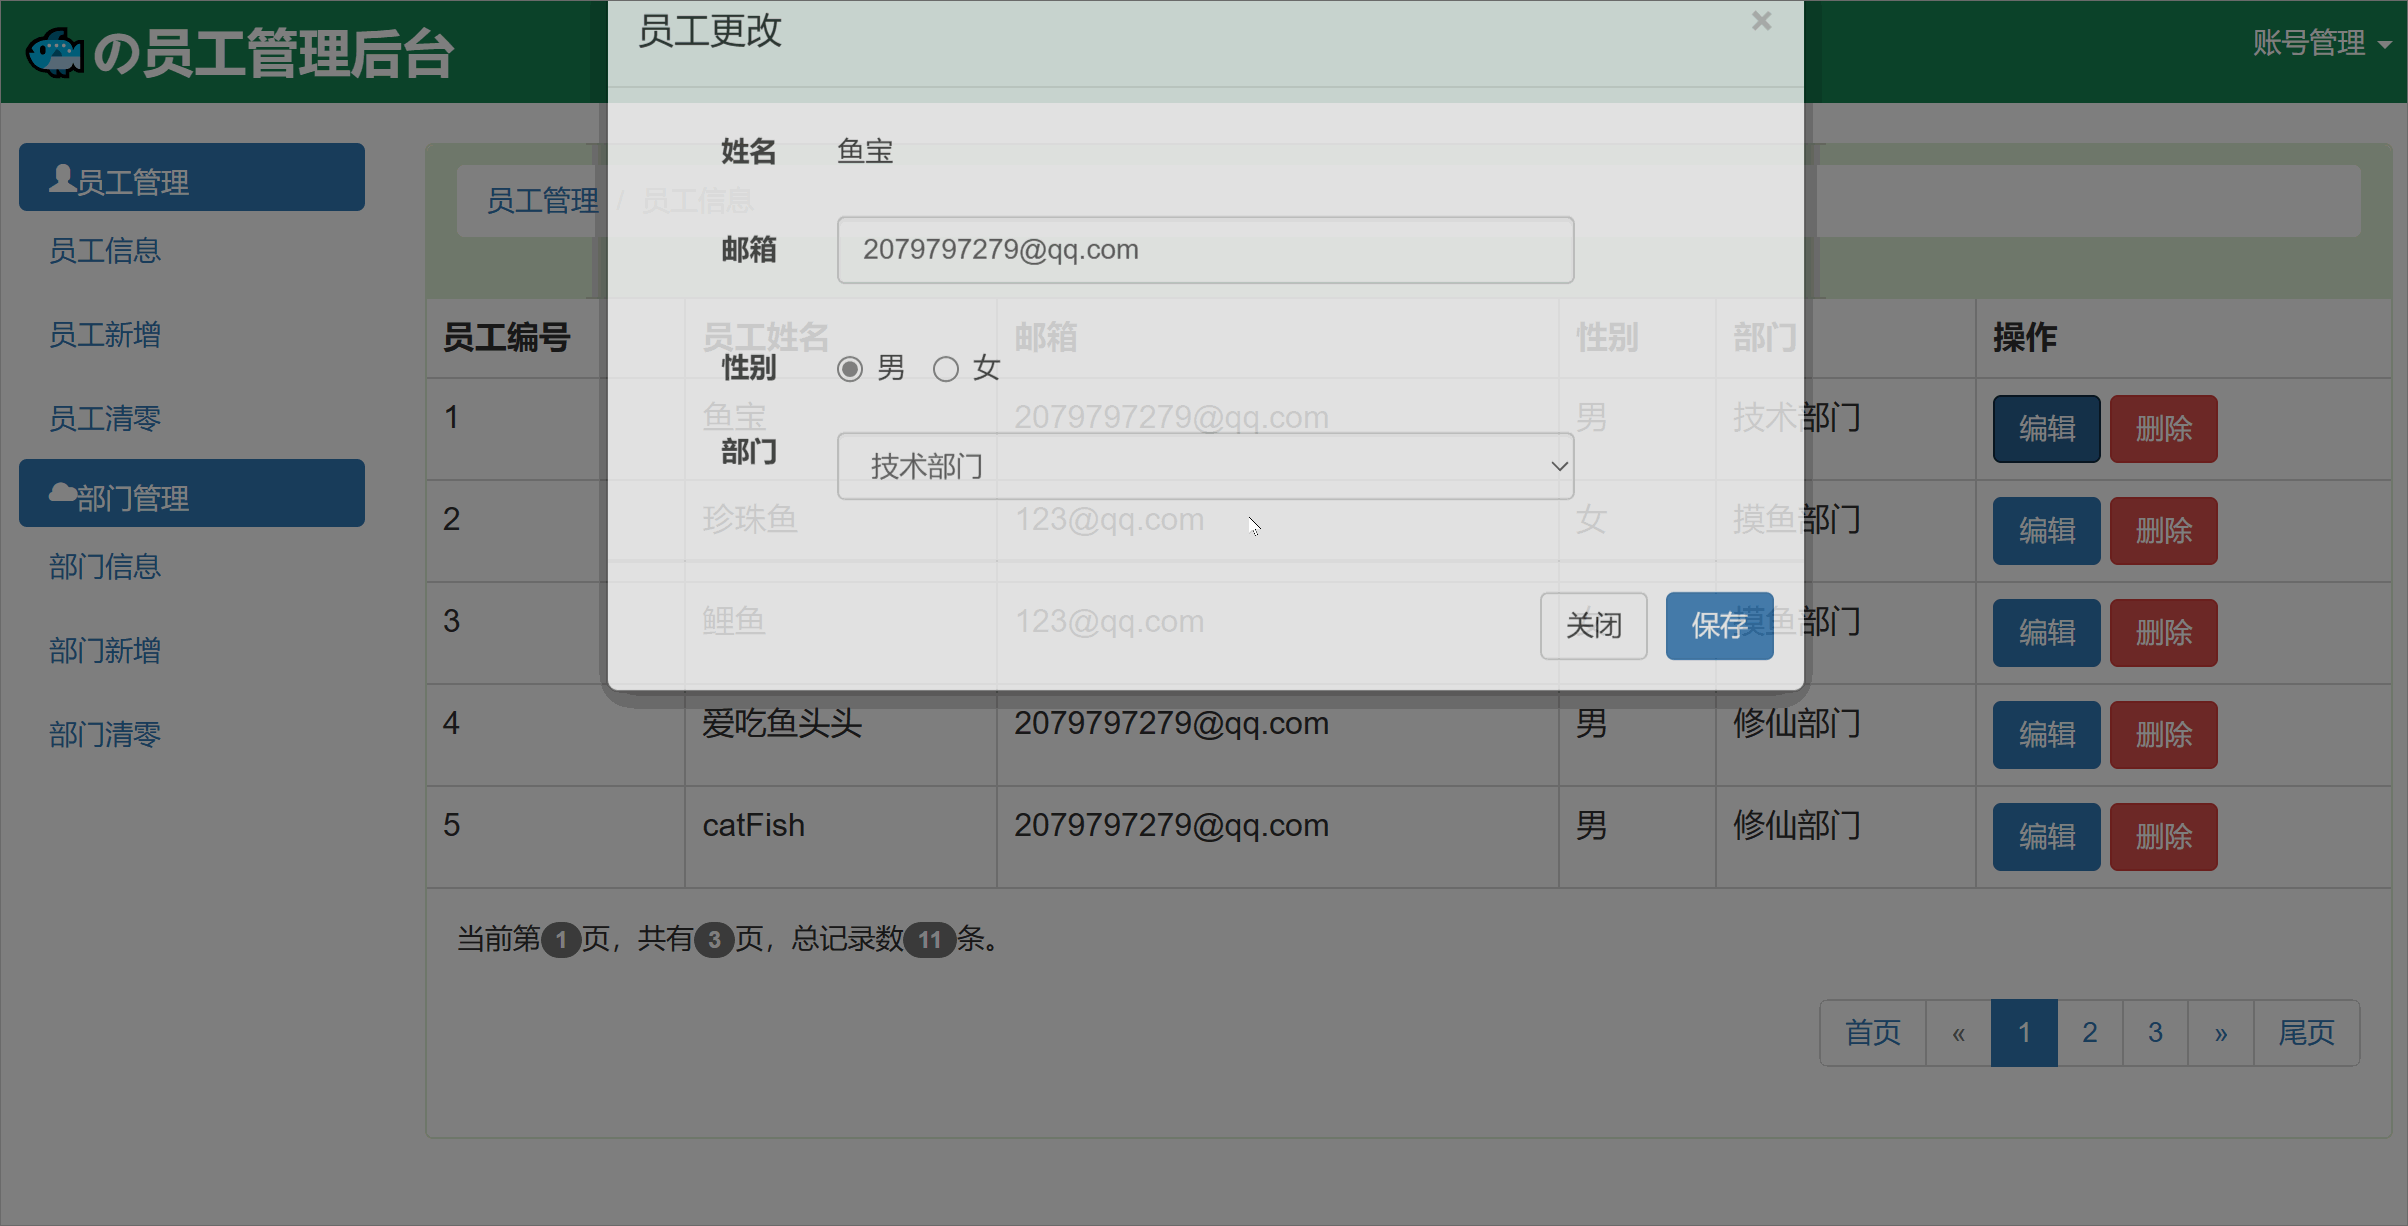 の员工管理后台
账号管理
员工更改
×
员工管理
员工信息
员工新增
员工清零
部门管理
部门信息
部门新增
部门清零
员工管理 / 员工信息
姓名 鱼宝
邮箱 2079797279@qq.com
性别 男 女
部门 技术部门
关闭 保存
员工编号 员工姓名 邮箱 性别 部门 操作
1 鱼宝 2079797279@qq.com 男 技术部门 编辑 删除
2 珍珠鱼 123@qq.com 女 摸鱼部门 编辑 删除
3 鲤鱼 123@qq.com 摸鱼部门 编辑 删除
4 爱吃鱼头头 2079797279@qq.com 男 修仙部门 编辑 删除
5 catFish 2079797279@qq.com 男 修仙部门 编辑 删除
当前第1页，共有3页，总记录数11条。
首页 « 1 2 3 » 尾页